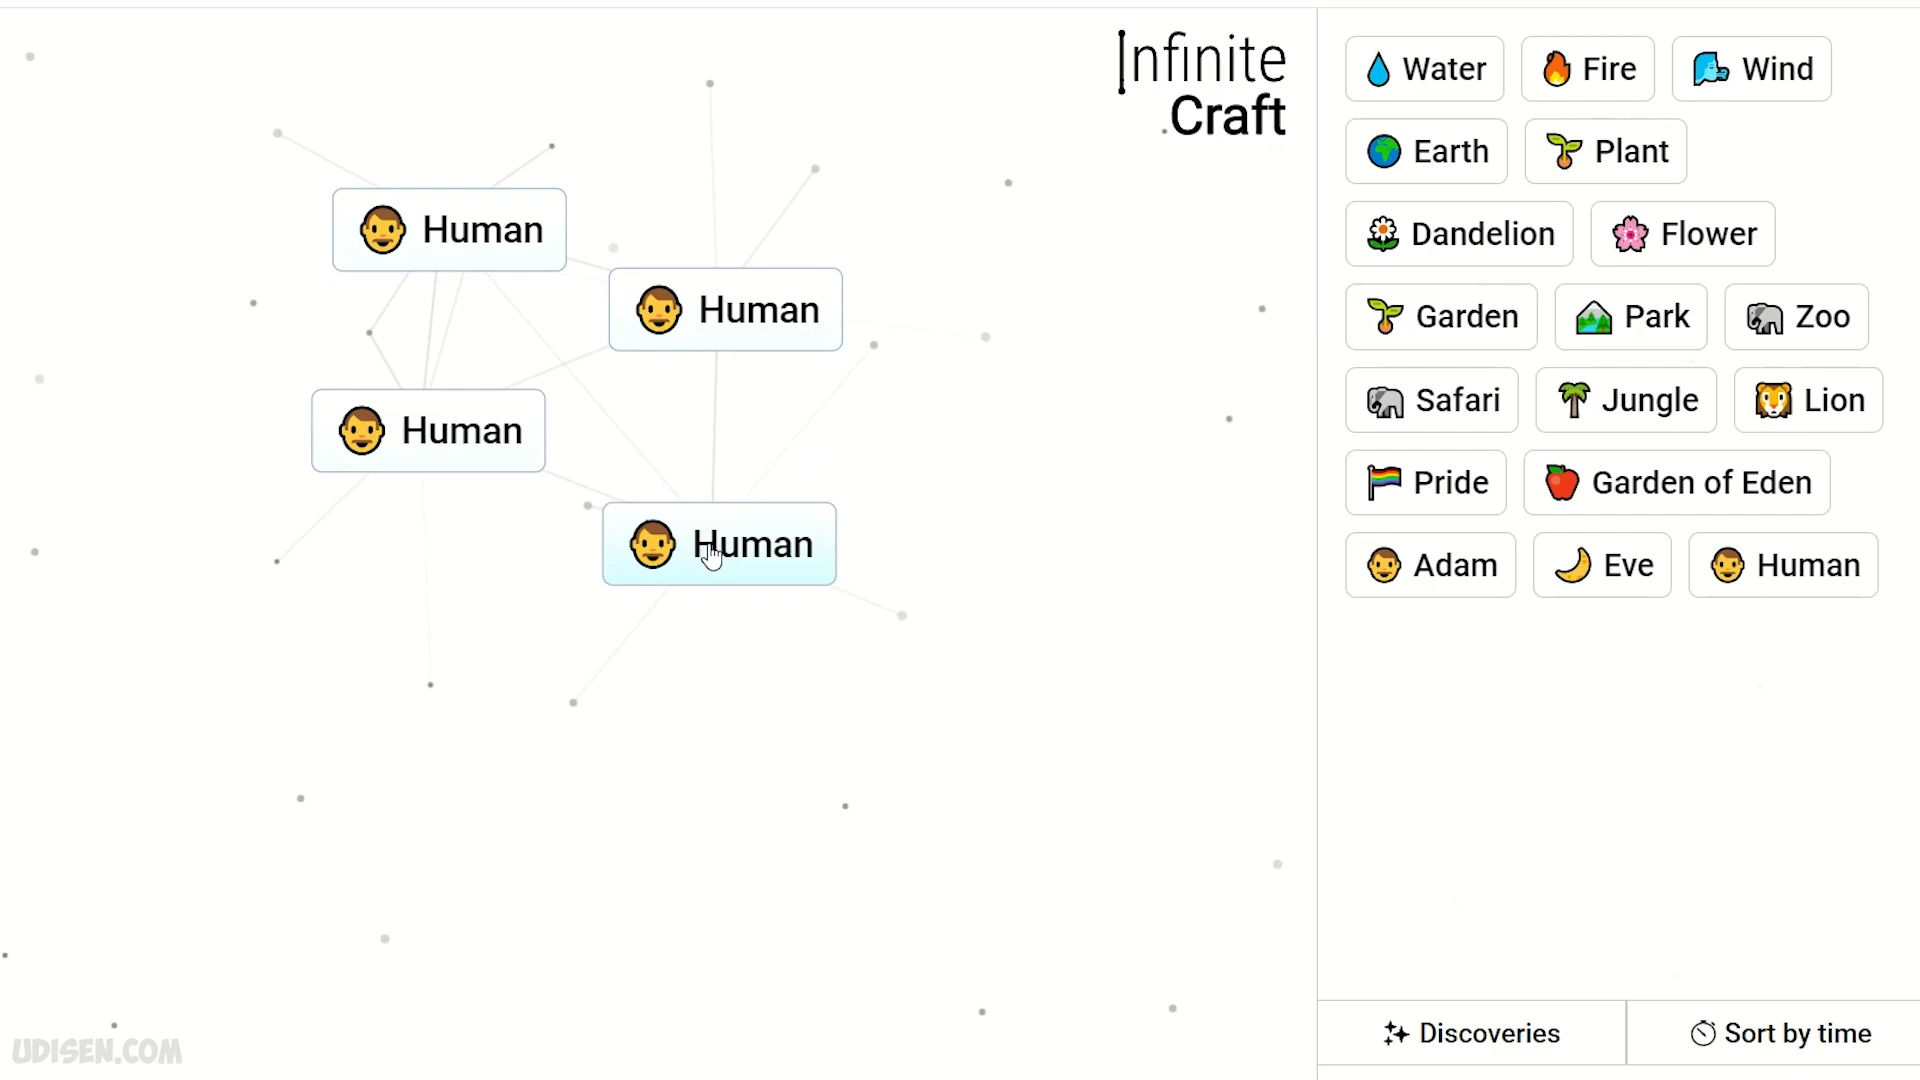 Infinite
Craft
Human
Human
Human
Human
Water Fire Wind
Earth Plant
Dandelion Flower
Garden Park Zoo
Safari Jungle Lion
Pride Garden of Eden
Adam Eve Human
Discoveries Sort by time
UDISEN.COM